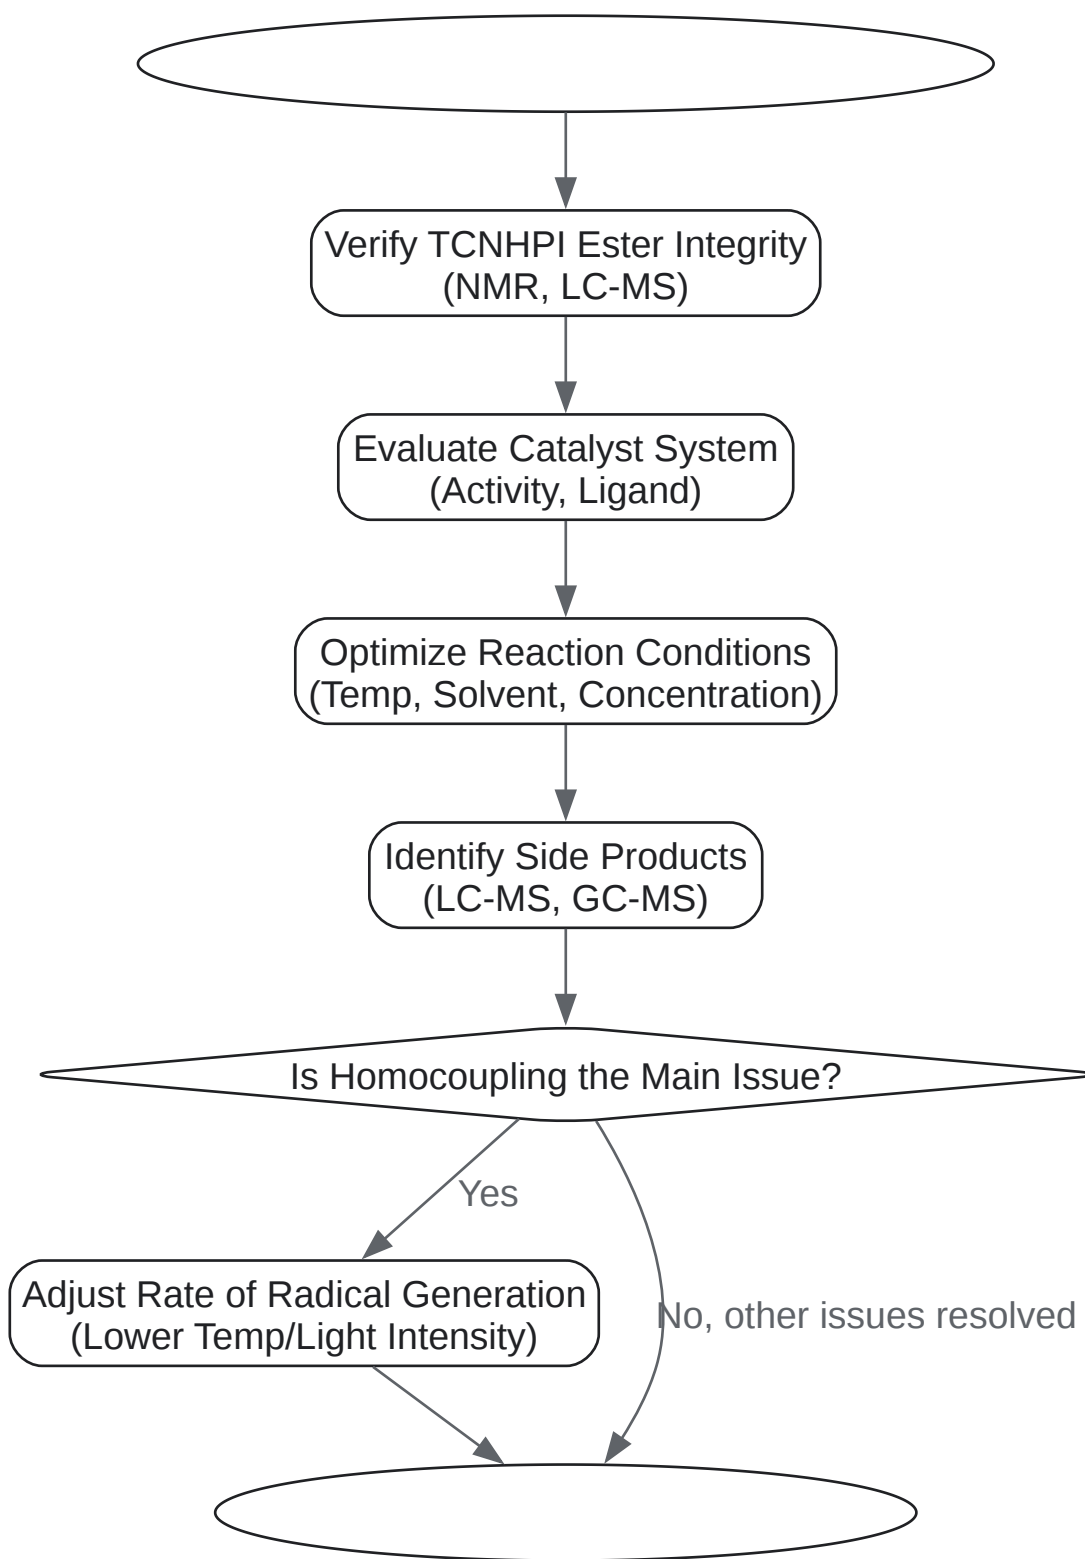 Verify TCNHPI Ester Integrity
(NMR, LC-MS)
Evaluate Catalyst System
(Activity, Ligand)
Optimize Reaction Conditions
(Temp, Solvent, Concentration)
Identify Side Products
(LC-MS, GC-MS)
Is Homocoupling the Main Issue?
Yes
Adjust Rate of Radical Generation
(Lower Temp/Light Intensity)
No, other issues resolved